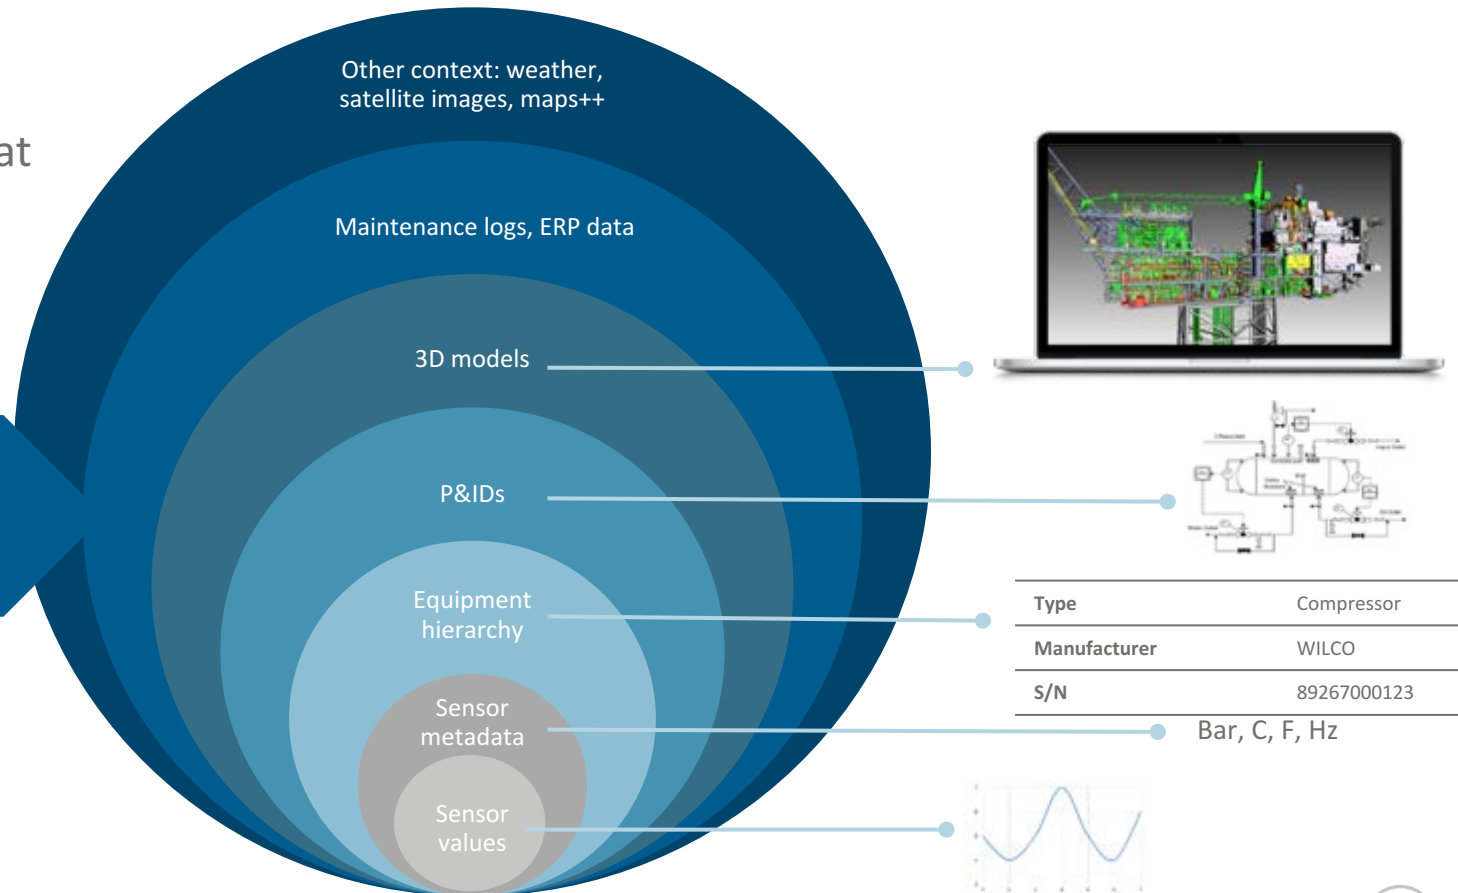 Other context: weather,
satellite images, maps++
at
Maintenance logs, ERP data
3D models
P&IDs
Equipment
hierarchy
Type Compressor
Manufacturer WILCO
S/N 89267000123
Sensor
metadata
Bar, C, F, Hz
Sensor
values